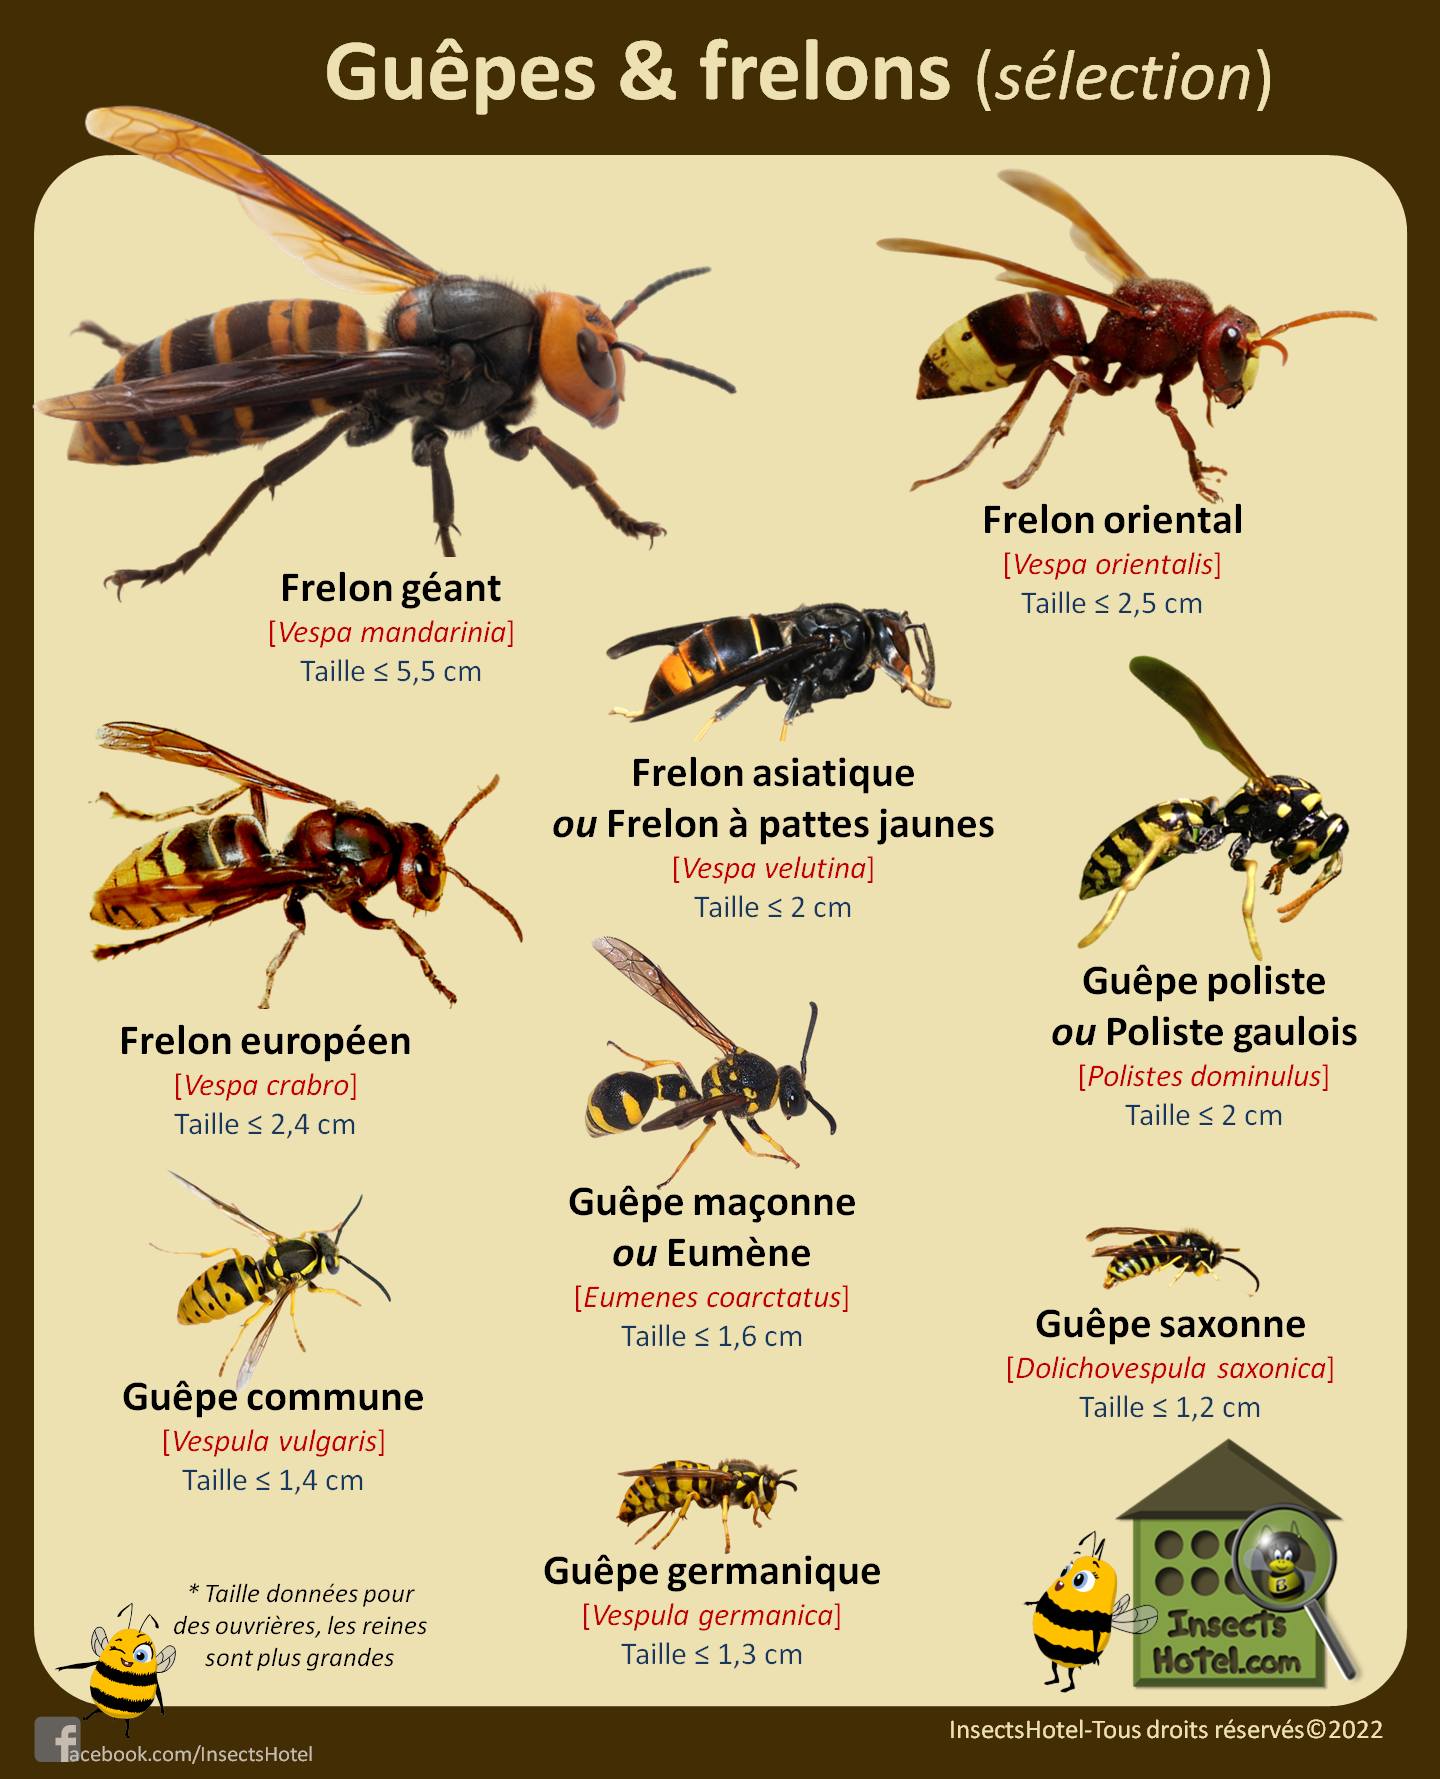 Guêpes & frelons (sélection)
Frelon géant
[Vespa mandarinia]
Taille ≤ 5,5 cm
Frelon oriental
[Vespa orientalis]
Taille ≤ 2,5 cm
Frelon asiatique
ou Frelon à pattes jaunes
[Vespa velutina]
Taille ≤ 2 cm
Frelon européen
[Vespa crabro]
Taille ≤ 2,4 cm
Guêpe poliste
ou Poliste gaulois
[Polistes dominulus]
Taille ≤ 2 cm
Guêpe maçonne
ou Eumène
[Eumenes coarctatus]
Taille ≤ 1,6 cm
Guêpe commune
[Vespula vulgaris]
Taille ≤ 1,4 cm
Guêpe saxonne
[Dolichovespula saxonica]
Taille ≤ 1,2 cm
Guêpe germanique
[Vespula germanica]
Taille ≤ 1,3 cm
* Taille données pour
des ouvrières, les reines
sont plus grandes
B
Insects
Hotel.com
facebook.com/InsectsHotel
InsectsHotel-Tous droits réservés©2022